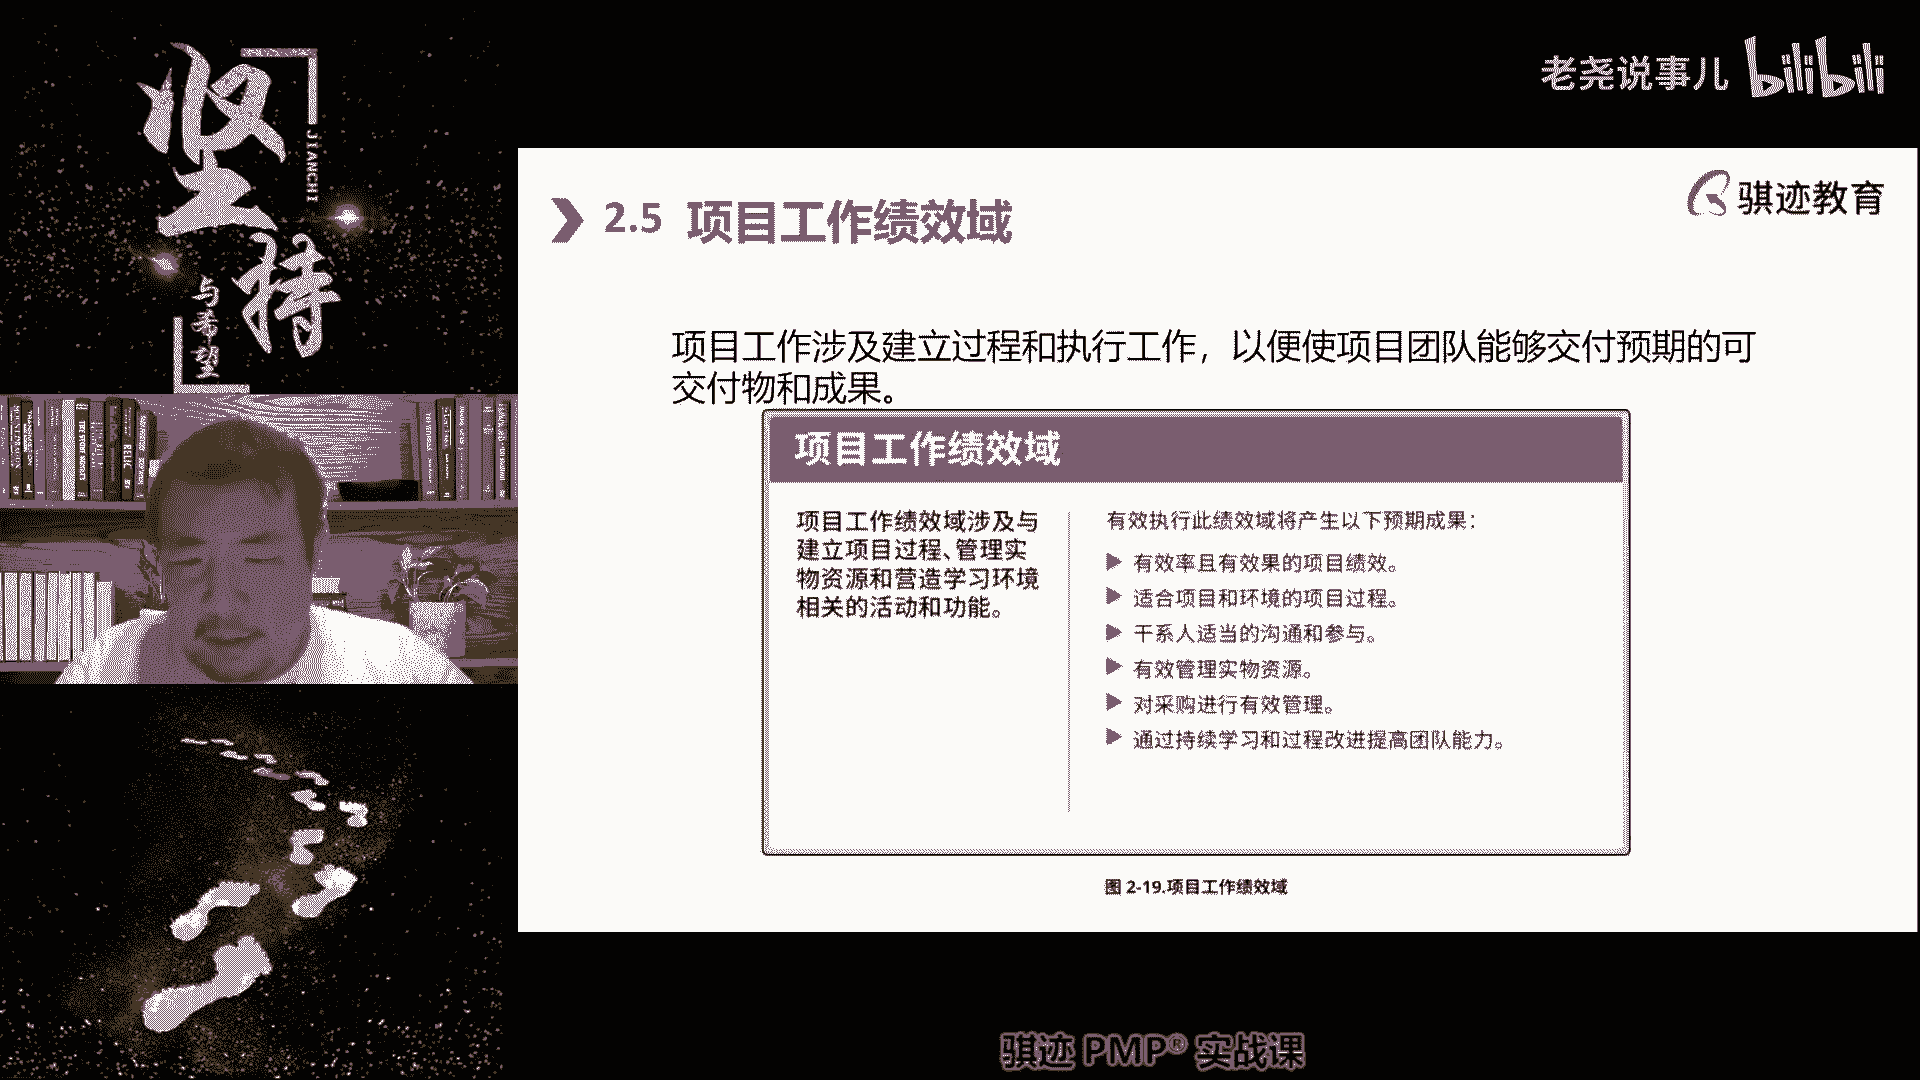 坚持
JIANCHI
与希望
老尧说事儿 bilibili
骐迹教育
2.5 项目工作绩效域
项目工作涉及建立过程和执行工作，以便使项目团队能够交付预期的可
交付物和成果。
项目工作绩效域
项目工作绩效域涉及与
建立项目过程、管理实
物资源和营造学习环境
相关的活动和功能。
有效执行此绩效域将产生以下预期成果：
有效率且有效果的项目绩效。
适合项目和环境的项目过程。
干系人适当的沟通和参与。
有效管理实物资源。
对采购进行有效管理。
通过持续学习和过程改进提高团队能力。
图 2-19.项目工作绩效域
骐迹 PMP® 实战课